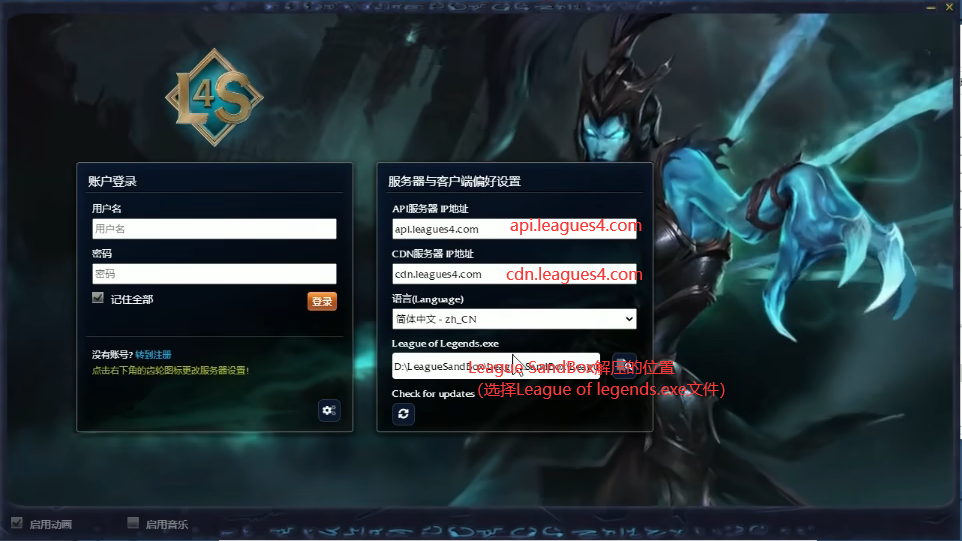 L4S
账户登录
用户名
用户名
密码
密码
记住全部
登录
没有账号? 转到注册
点击右下角的齿轮图标更改服务器设置!
服务器与客户端偏好设置
API服务器 IP地址
api.leagues4.com api.leagues4.com
CDN服务器 IP地址
cdn.leagues4.com cdn.leagues4.com
语言(Language)
简体中文 - zh_CN
League of Legends.exe
League SandBox解压的位置
(选择League of legends.exe文件)
Check for updates
启用动画
启用音乐